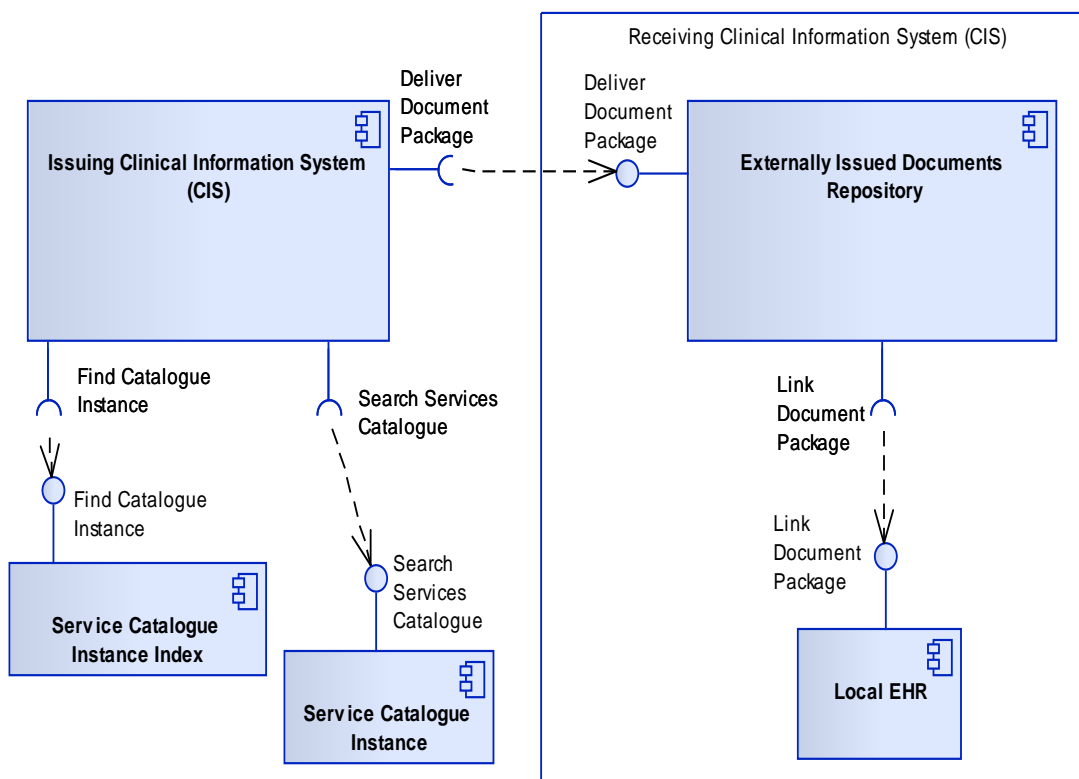 Receiving Clinical Information System (CIS)
Deliver
Document
Package
Deliver
Document
Package
Issuing Clinical Information System
(CIS)
Externally Issued Documents
Repository
Find Catalogue
Instance
Search Services
Catalogue
Link
Document
Package
Find Catalogue
Instance
Search
Services
Catalogue
Link
Document
Package
Service Catalogue
Instance Index
Service Catalogue
Instance
Local EHR